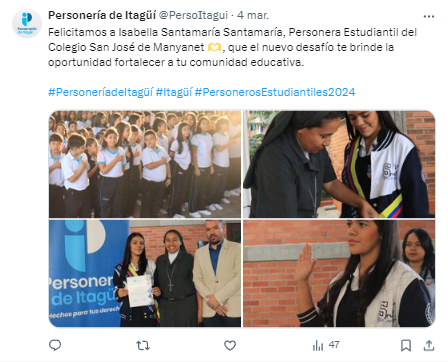 Personería de Itagüí @PersoItagui · 4 mar.
Felicitamos a Isabella Santamaría Santamaría, Personera Estudiantil del
Colegio San José de Manyanet 🫶, que el nuevo desafío te brinde la
oportunidad fortalecer a tu comunidad educativa.
#PersoneríadeItagüí #Itagüí #PersonerosEstudiantiles2024
Personería
de Itagüí
47